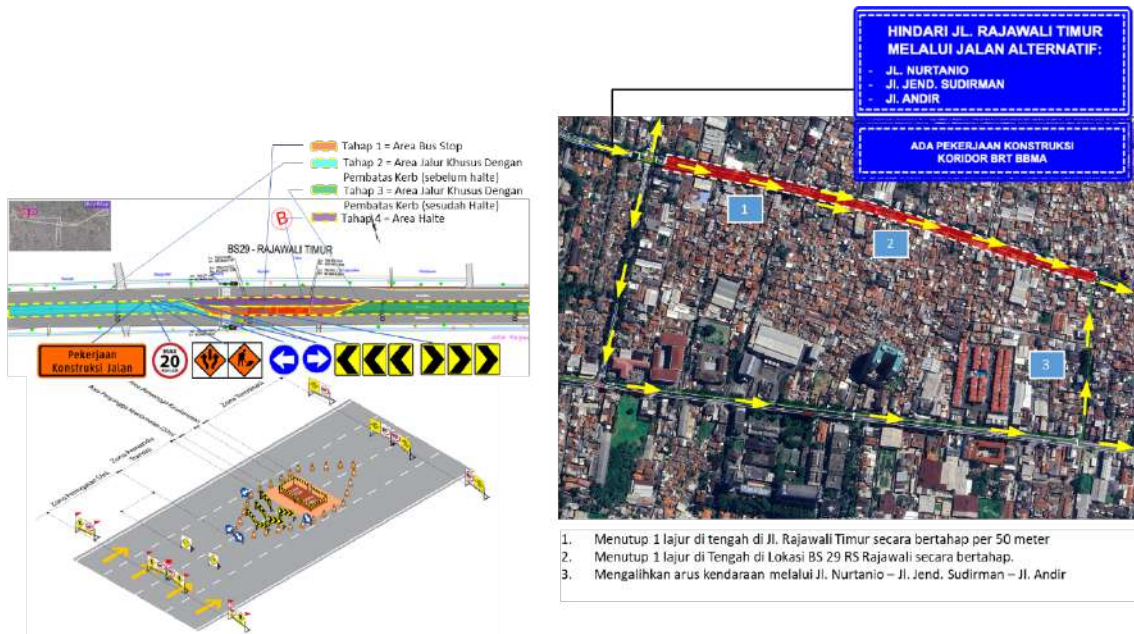 HINDARI JL. RAJAWALI TIMUR
MELALUI JALAN ALTERNATIF:
- JL. NURTANIO
- Jl. JEND. SUDIRMAN
- Jl. ANDIR
ADA PEKERJAAN KONSTRUKSI
KORIDOR BRT BBMA
Tahap 1 = Area Bus Stop
Tahap 2 = Area Jalur Khusus Dengan
Pembatas Kerb (sebelum halte)
Tahap 3 = Area Jalur Khusus Dengan
Pembatas Kerb (sesudah Halte)
Tahap 4 = Area Halte
B
BS29 - RAJAWALI TIMUR
Pekerjaan
Konstruksi Jalan
20
Zona Terminasi
1
2
3
1. Menutup 1 lajur di tengah di Jl. Rajawali Timur secara bertahap per 50 meter
2. Menutup 1 lajur di Tengah di Lokasi BS 29 RS Rajawali secara bertahap.
3. Mengalihkan arus kendaraan melalui Jl. Nurtanio – Jl. Jend. Sudirman – Jl. Andir